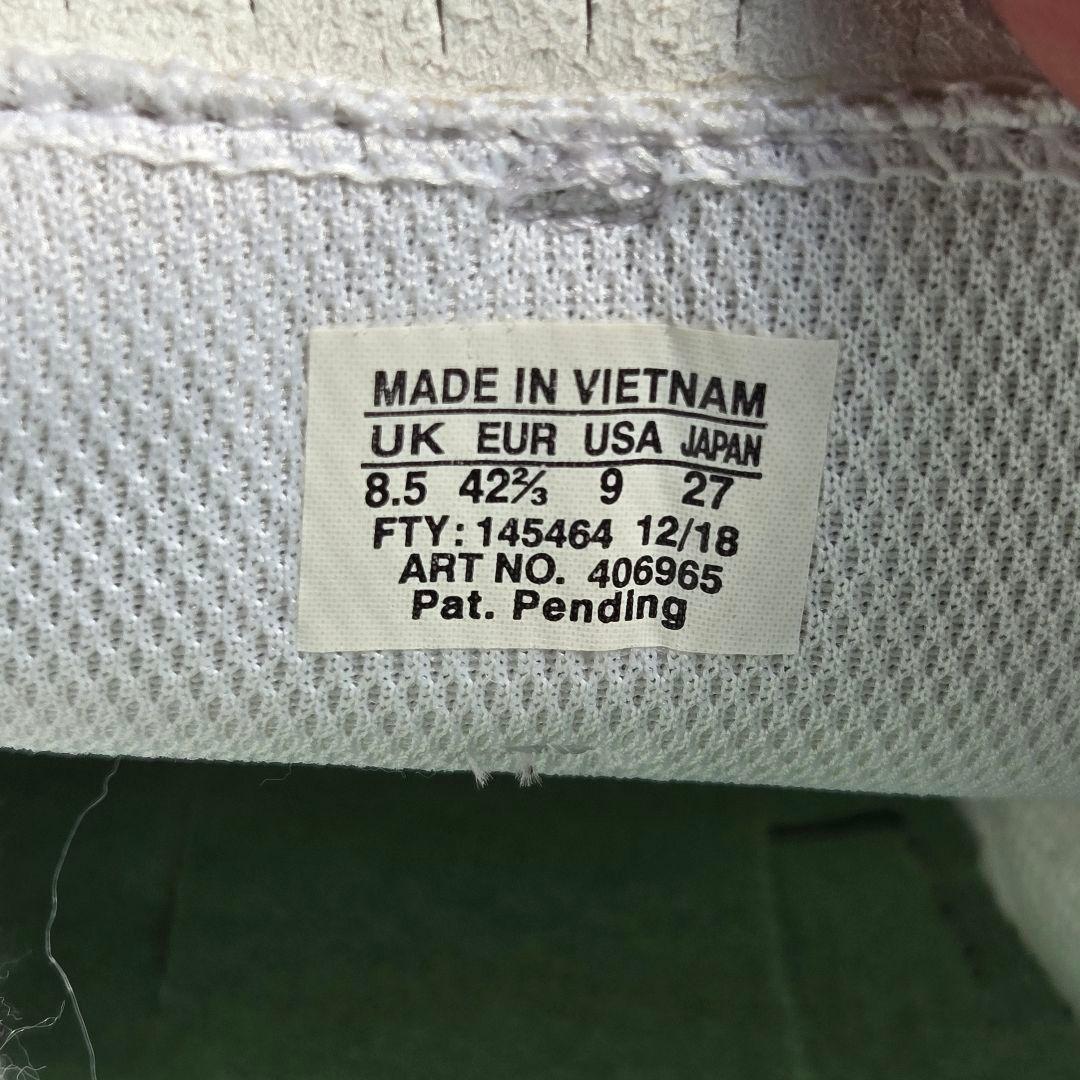 MADE IN VIETNAM
UK EUR USA JAPAN
8.5 42⅔ 9 27
FTY: 145464 12/18
ART NO. 406965
Pat. Pending